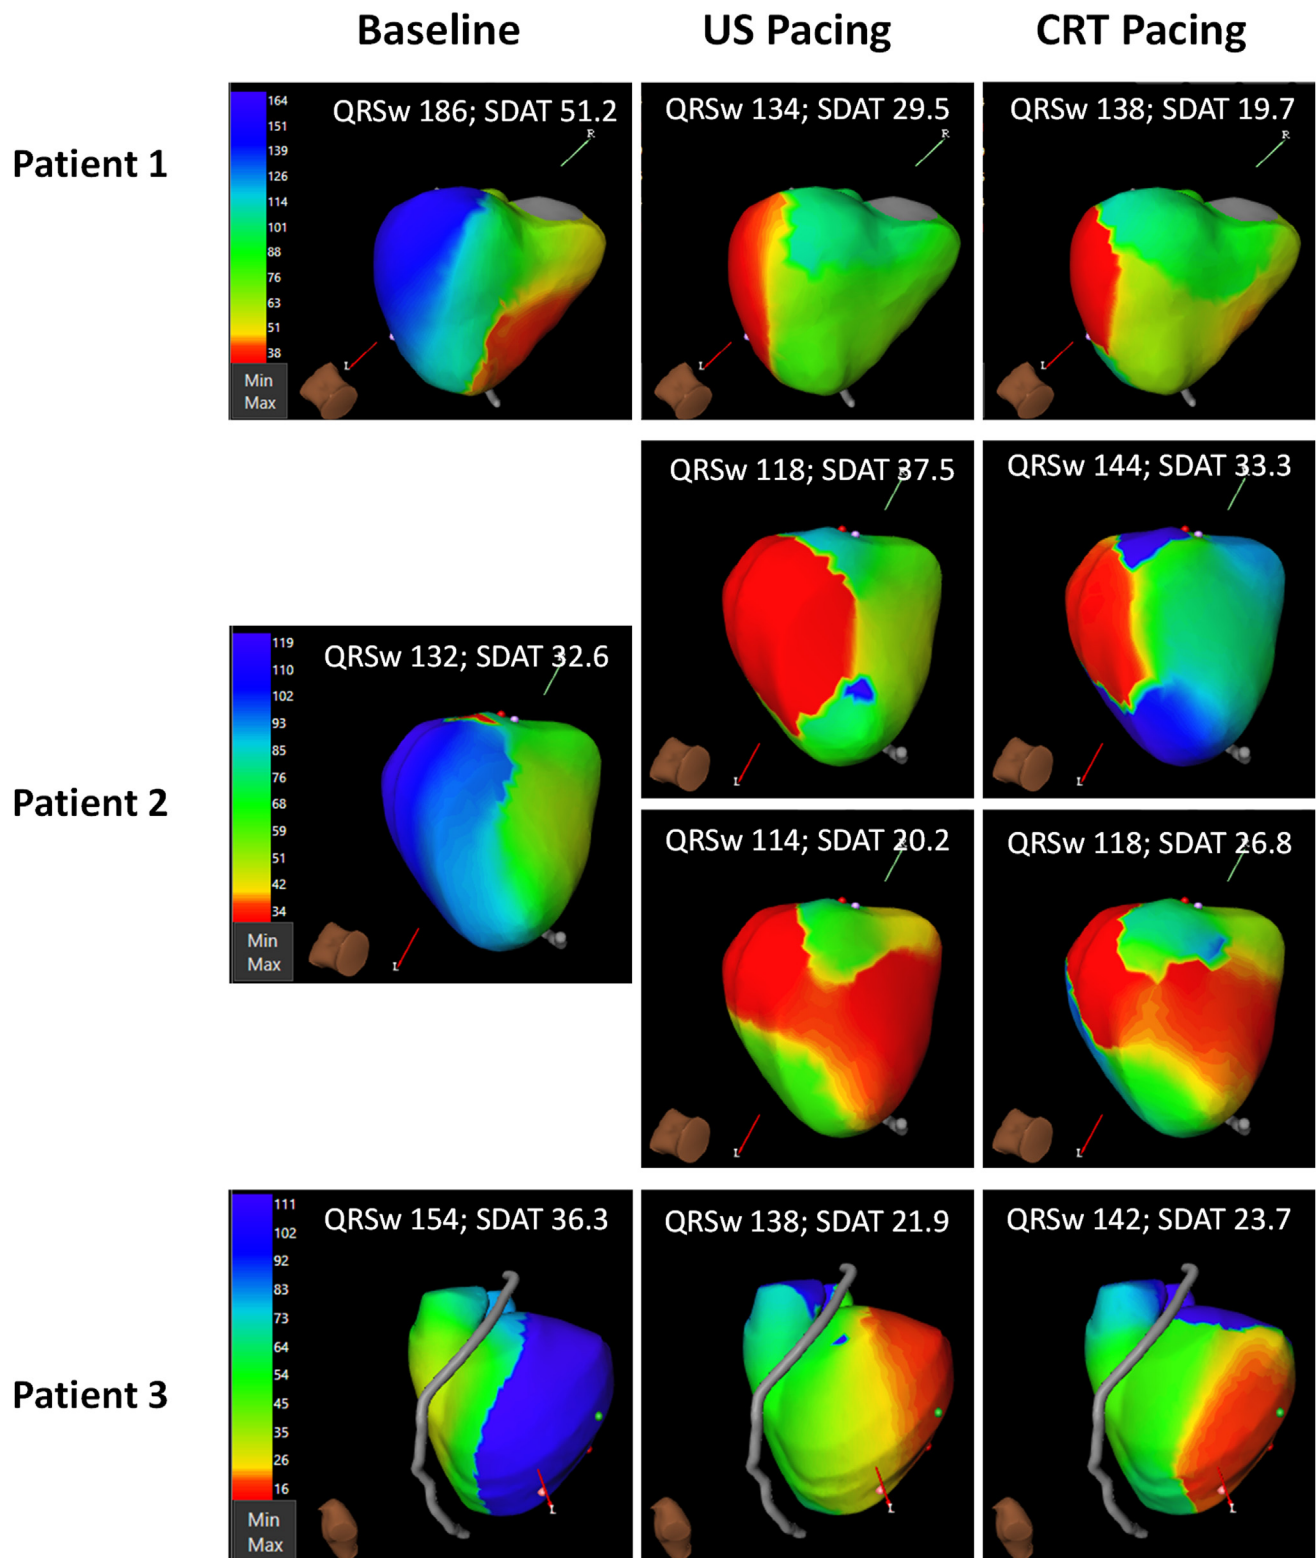 Baseline US Pacing CRT Pacing
Patient 1
QRSw 186; SDAT 51.2
164
151
139
126
114
101
88
76
63
51
38
Min
Max
R
L
QRSw 134; SDAT 29.5
R
L
QRSw 138; SDAT 19.7
R
L
Patient 2
QRSw 132; SDAT 32.6
119
110
102
93
85
76
68
59
51
42
34
Min
Max
L
QRSw 118; SDAT 37.5
L
QRSw 144; SDAT 33.3
L
QRSw 114; SDAT 20.2
L
QRSw 118; SDAT 26.8
L
Patient 3
QRSw 154; SDAT 36.3
111
102
92
83
73
64
54
45
35
26
16
Min
Max
L
QRSw 138; SDAT 21.9
L
QRSw 142; SDAT 23.7
L